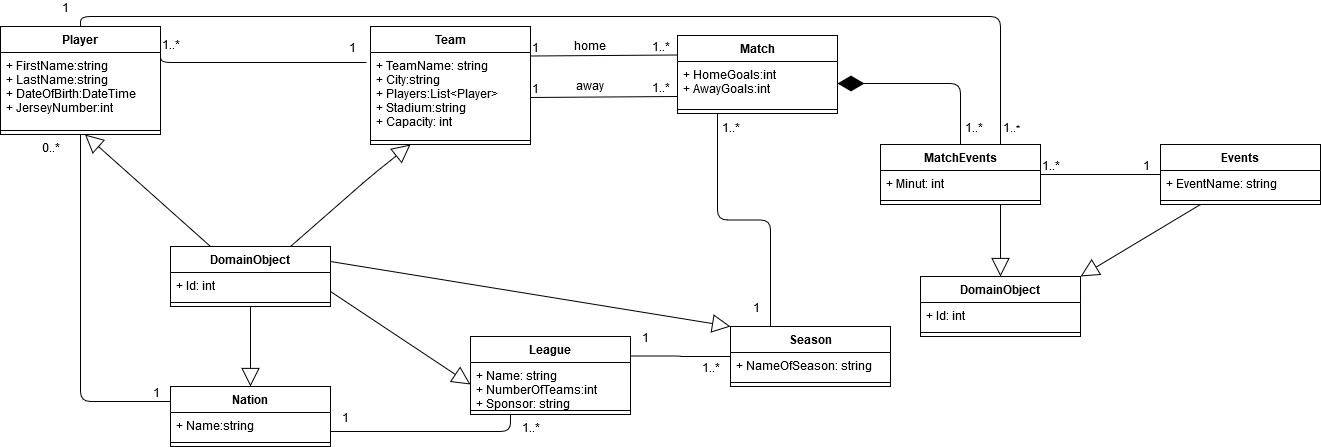 1
Player
+ FirstName:string
+ LastName:string
+ DateOfBirth:DateTime
+ JerseyNumber:int
1..*
1
Team
+ TeamName: string
+ City:string
+ Players:List<Player>
+ Stadium:string
+ Capacity: int
1
home
1..*
1
away
1..*
Match
+ HomeGoals:int
+ AwayGoals:int
0..*
1..*
1..*
1..*
MatchEvents
+ Minut: int
1..*
1
Events
+ EventName: string
DomainObject
+ Id: int
DomainObject
+ Id: int
1
Season
+ NameOfSeason: string
League
+ Name: string
+ NumberOfTeams:int
+ Sponsor: string
1
1..*
1
Nation
+ Name:string
1
1..*